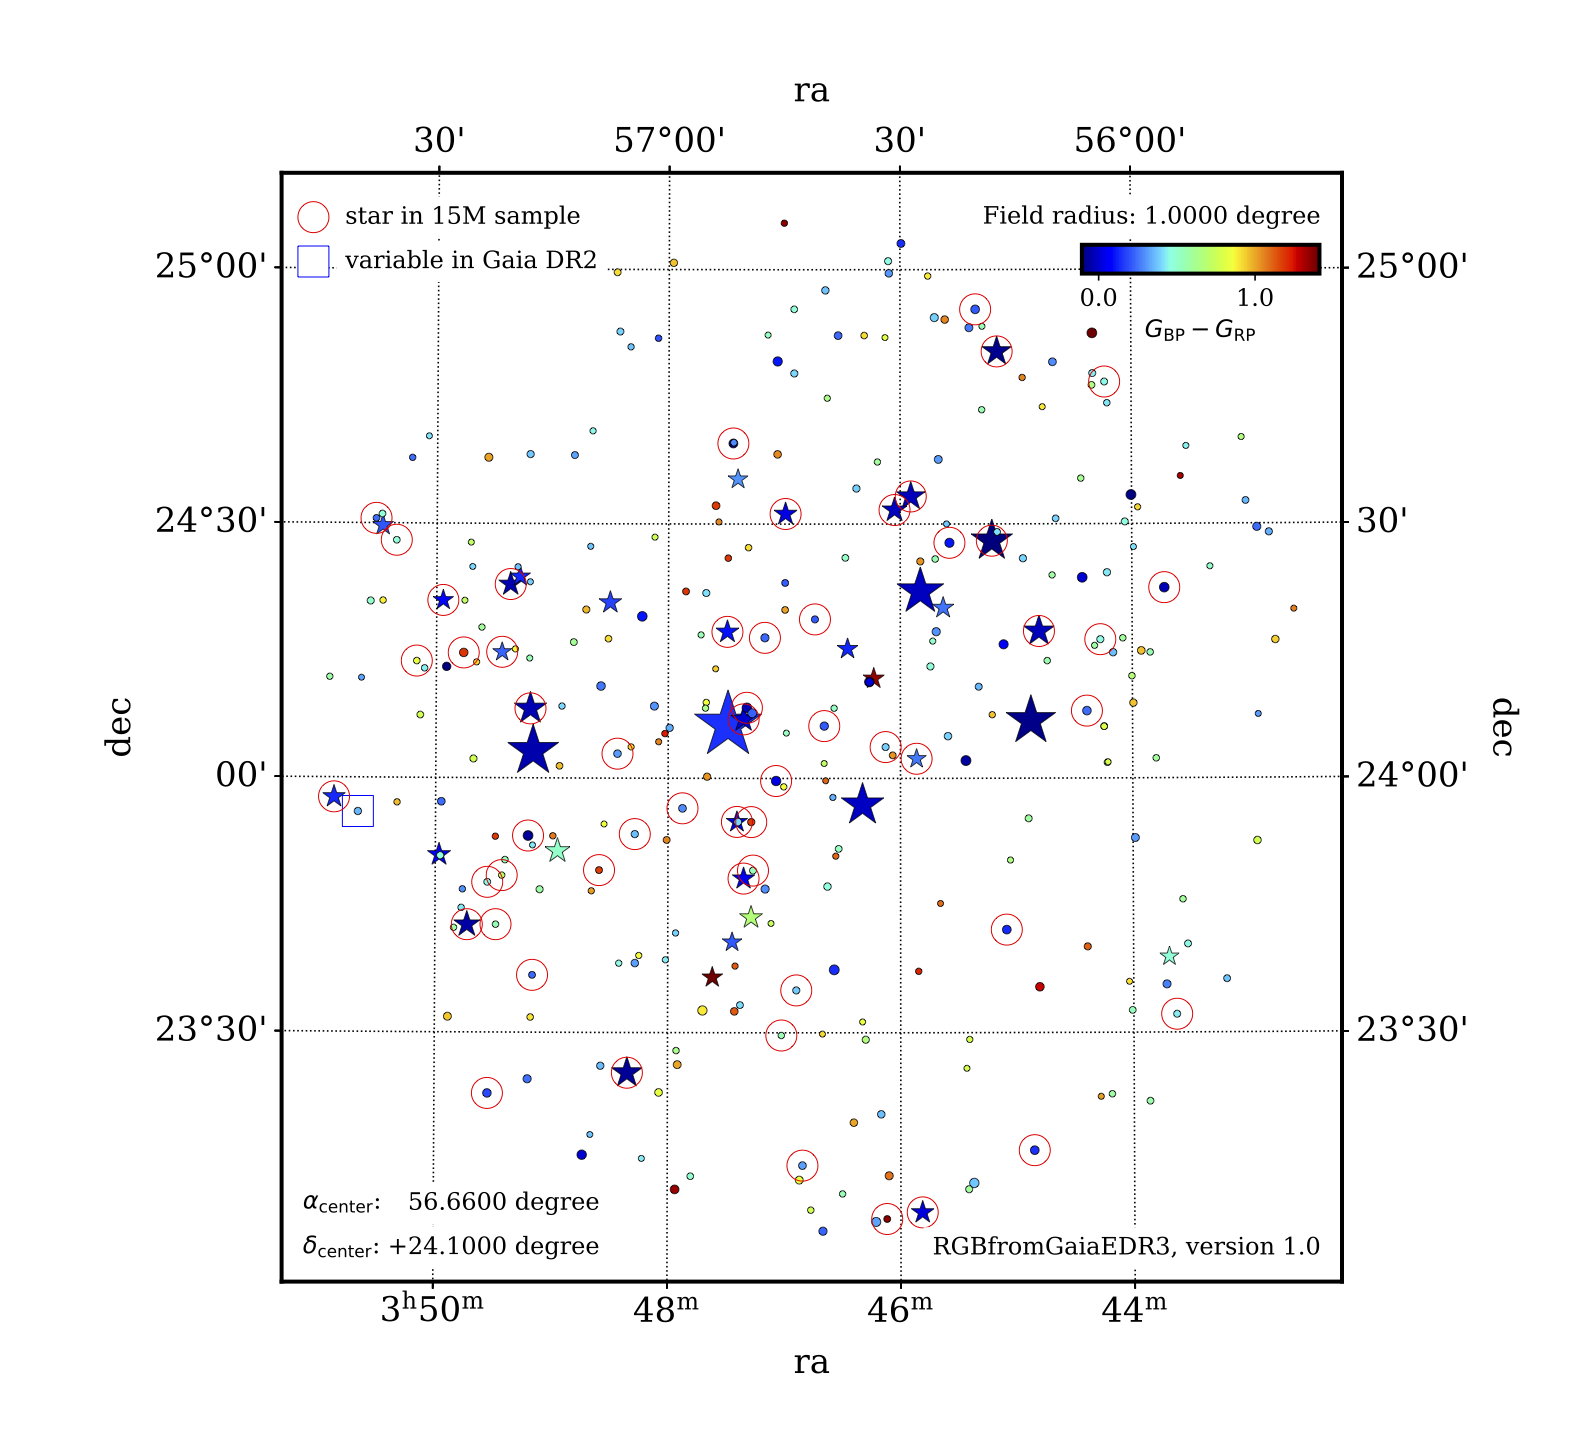 ra
30' 57°00' 30' 56°00'
star in 15M sample
variable in Gaia DR2
Field radius: 1.0000 degree
0.0 1.0
G_BP − G_RP
25°00' 25°00'
24°30' 30'
dec
dec
00' 24°00'
23°30' 23°30'
α_center: 56.6600 degree
δ_center: +24.1000 degree
RGBfromGaiaEDR3, version 1.0
3ʰ50ᵐ 48ᵐ 46ᵐ 44ᵐ
ra